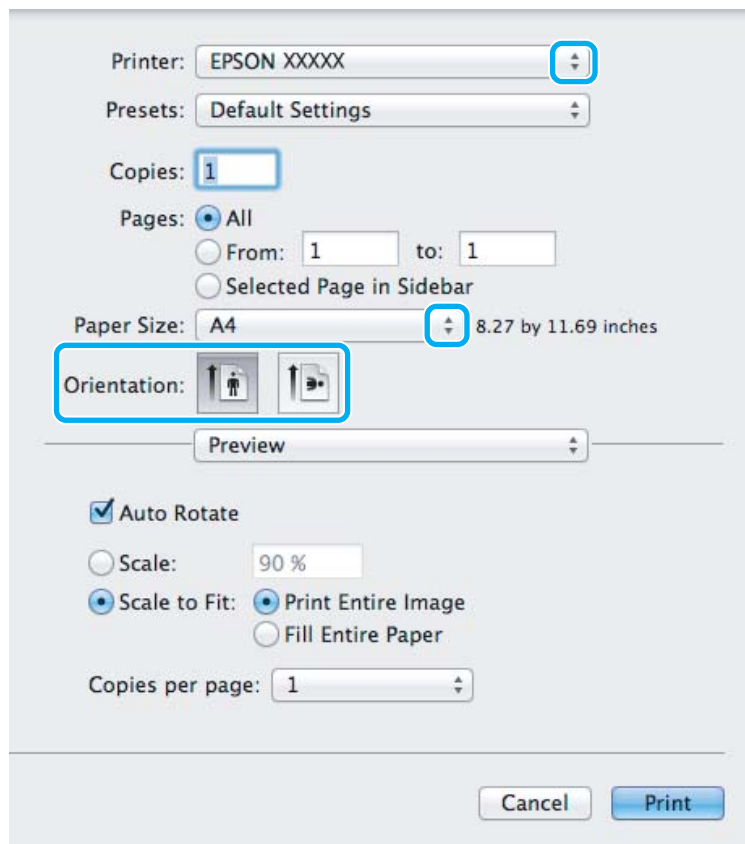 Printer: EPSON XXXXX
Presets: Default Settings
Copies: 1
Pages: All
From: 1 to: 1
Selected Page in Sidebar
Paper Size: A4 8.27 by 11.69 inches
Orientation:
Preview
Auto Rotate
Scale: 90 %
Scale to Fit: Print Entire Image
Fill Entire Paper
Copies per page: 1
Cancel Print